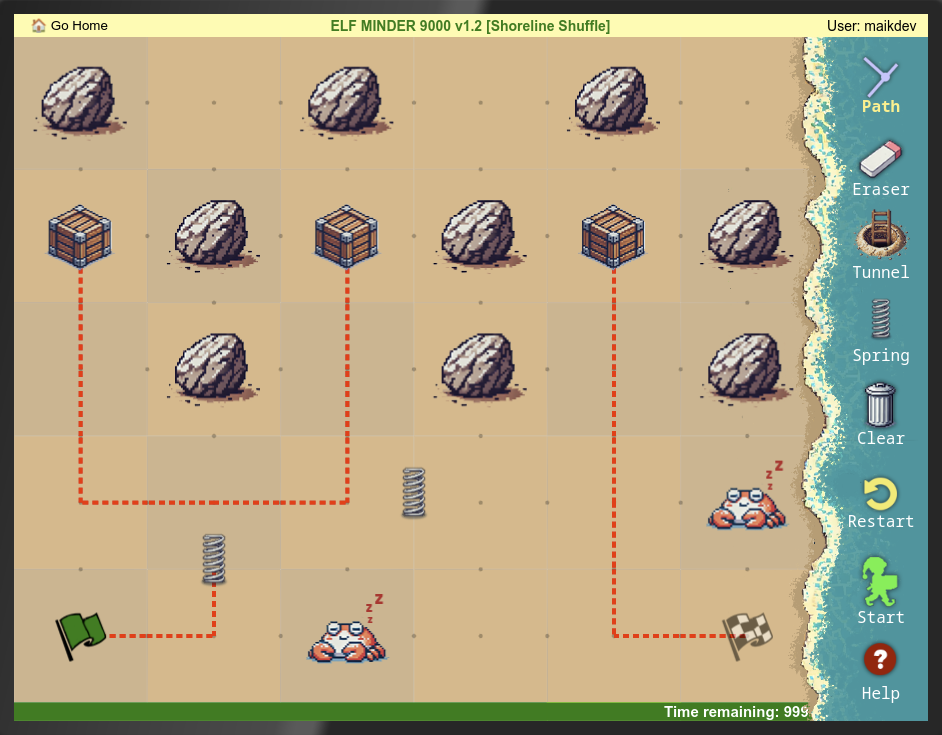 Go Home
ELF MINDER 9000 v1.2 [Shoreline Shuffle]
User: maikdev
Path
Eraser
Tunnel
Spring
Clear
z
z
z
Restart
Start
z
z
z
?
Help
Time remaining: 999